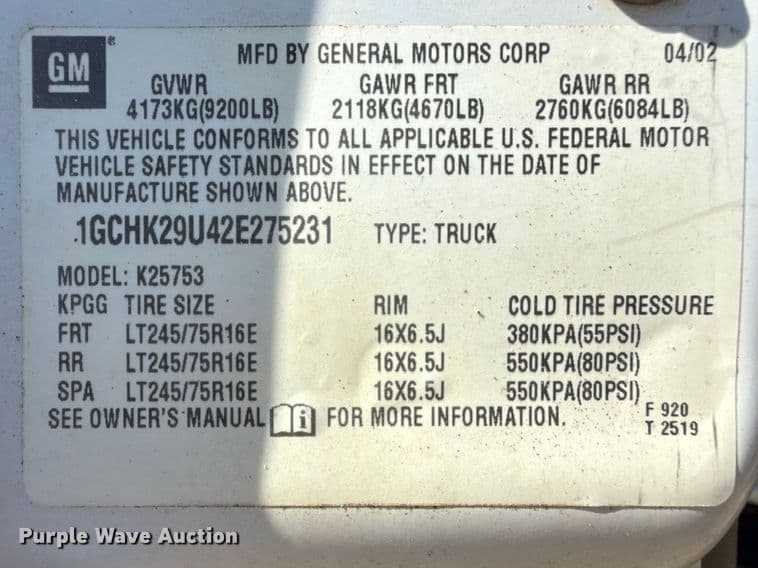 GM® MFD BY GENERAL MOTORS CORP 04/02
GVWR GAWR FRT GAWR RR
4173KG(9200LB) 2118KG(4670LB) 2760KG(6084LB)
THIS VEHICLE CONFORMS TO ALL APPLICABLE U.S. FEDERAL MOTOR
VEHICLE SAFETY STANDARDS IN EFFECT ON THE DATE OF
MANUFACTURE SHOWN ABOVE.
1GCHK29U42E275231 TYPE: TRUCK
MODEL: K25753
KPGG TIRE SIZE RIM COLD TIRE PRESSURE
FRT LT245/75R16E 16X6.5J 380KPA(55PSI)
RR LT245/75R16E 16X6.5J 550KPA(80PSI)
SPA LT245/75R16E 16X6.5J 550KPA(80PSI)
SEE OWNER'S MANUAL i FOR MORE INFORMATION. F 920
T 2519
Purple Wave Auction